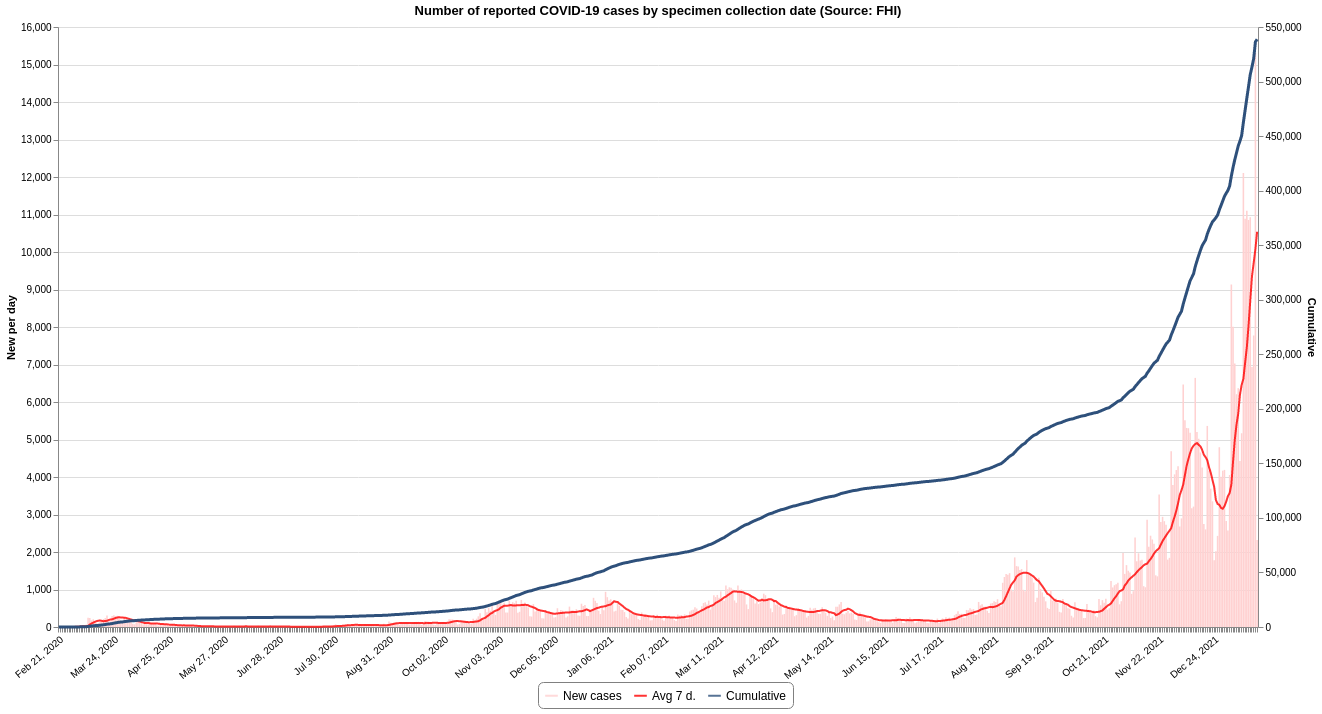 Number of reported COVID-19 cases by specimen collection date (Source: FHI)
16,000
15,000
14,000
13,000
12,000
11,000
10,000
9,000
8,000
7,000
6,000
5,000
4,000
3,000
2,000
1,000
0
New per day
550,000
500,000
450,000
400,000
350,000
300,000
250,000
200,000
150,000
100,000
50,000
0
Cumulative
Feb 21, 2020
Mar 24, 2020
Apr 25, 2020
May 27, 2020
Jun 28, 2020
Jul 30, 2020
Aug 31, 2020
Oct 02, 2020
Nov 03, 2020
Dec 05, 2020
Jan 06, 2021
Feb 07, 2021
Mar 11, 2021
Apr 12, 2021
May 14, 2021
Jun 15, 2021
Jul 17, 2021
Aug 18, 2021
Sep 19, 2021
Oct 21, 2021
Nov 22, 2021
Dec 24, 2021
New cases Avg 7 d. Cumulative